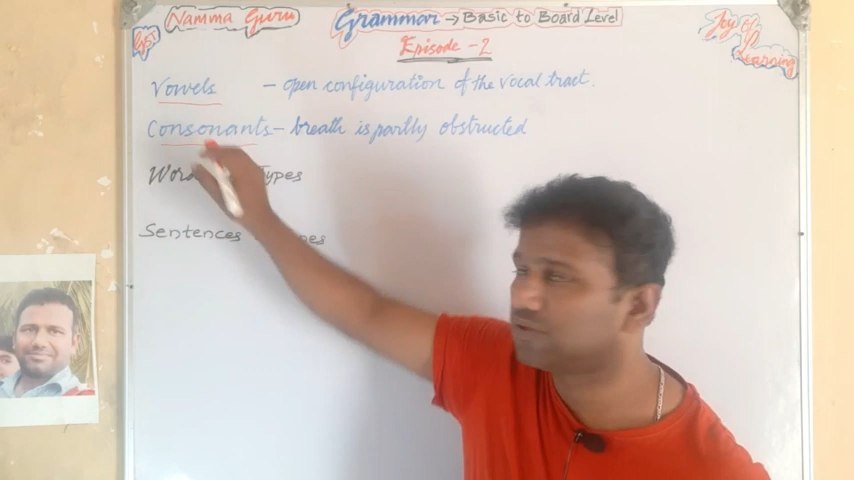 GST Namma Guru Grammar → Basic to Board Level Joy of Learning
Episode - 2
Vowels - open configuration of the vocal tract.
Consonants - breath is partly obstructed
Types
Sentences